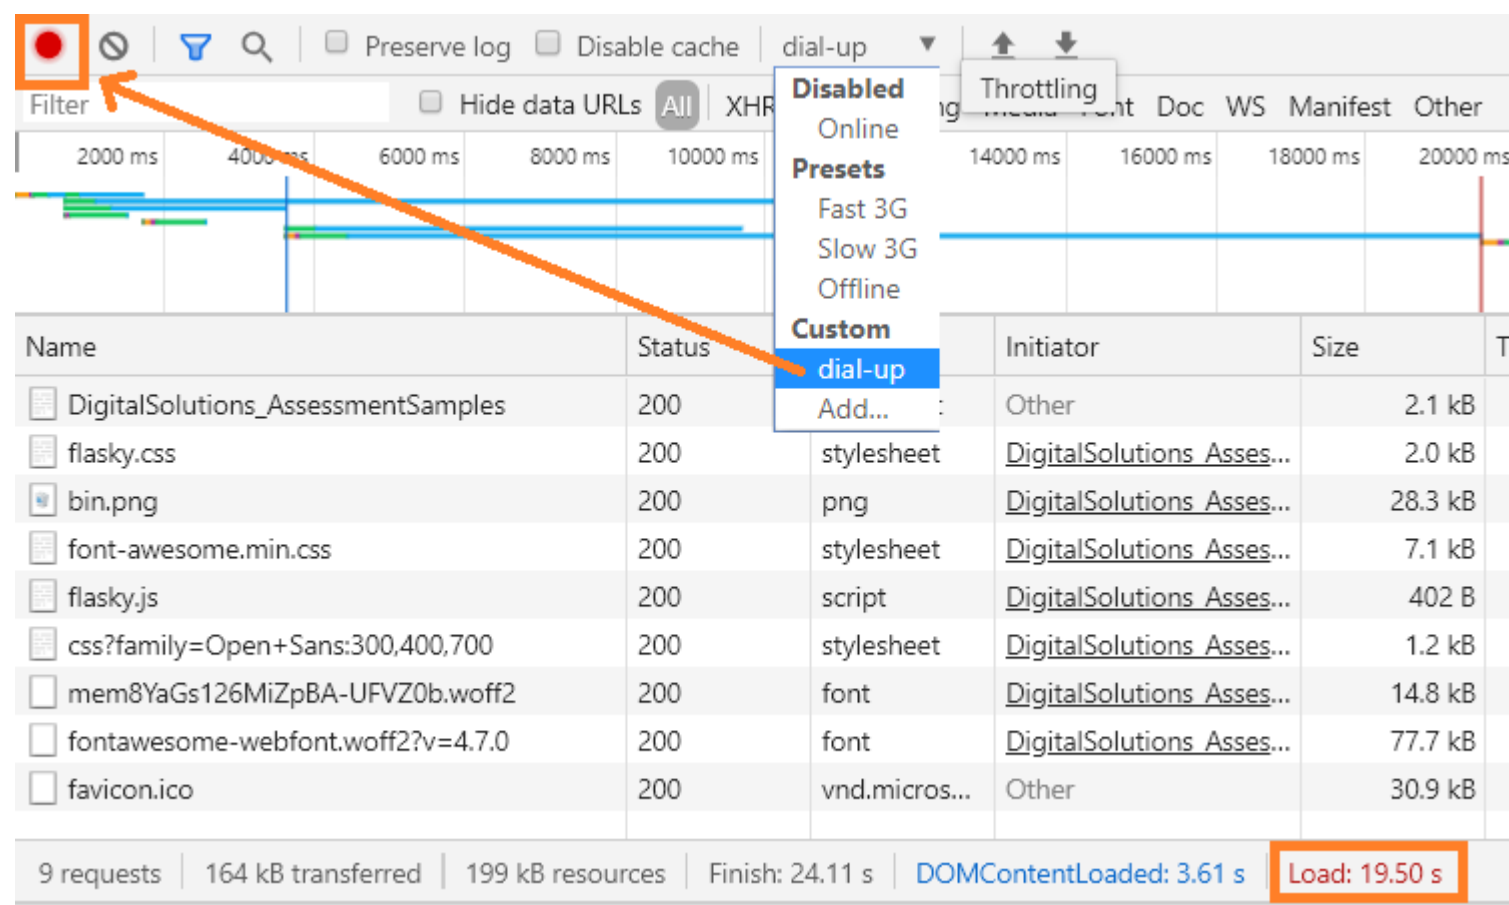 Preserve log Disable cache dial-up
Filter Hide data URLs All XHR Doc WS Manifest Other
Throttling
Disabled
Online
Presets
Fast 3G
Slow 3G
Offline
Custom
dial-up
Add...
2000 ms 4000 ms 6000 ms 8000 ms 10000 ms 14000 ms 16000 ms 18000 ms 20000 ms
Name Status Initiator Size
DigitalSolutions_AssessmentSamples 200 Other 2.1 kB
flasky.css 200 stylesheet DigitalSolutions_Asses... 2.0 kB
bin.png 200 png DigitalSolutions_Asses... 28.3 kB
font-awesome.min.css 200 stylesheet DigitalSolutions_Asses... 7.1 kB
flasky.js 200 script DigitalSolutions_Asses... 402 B
css?family=Open+Sans:300,400,700 200 stylesheet DigitalSolutions_Asses... 1.2 kB
mem8YaGs126MiZpBA-UFVZ0b.woff2 200 font DigitalSolutions_Asses... 14.8 kB
fontawesome-webfont.woff2?v=4.7.0 200 font DigitalSolutions_Asses... 77.7 kB
favicon.ico 200 vnd.micros... Other 30.9 kB
9 requests 164 kB transferred 199 kB resources Finish: 24.11 s DOMContentLoaded: 3.61 s Load: 19.50 s